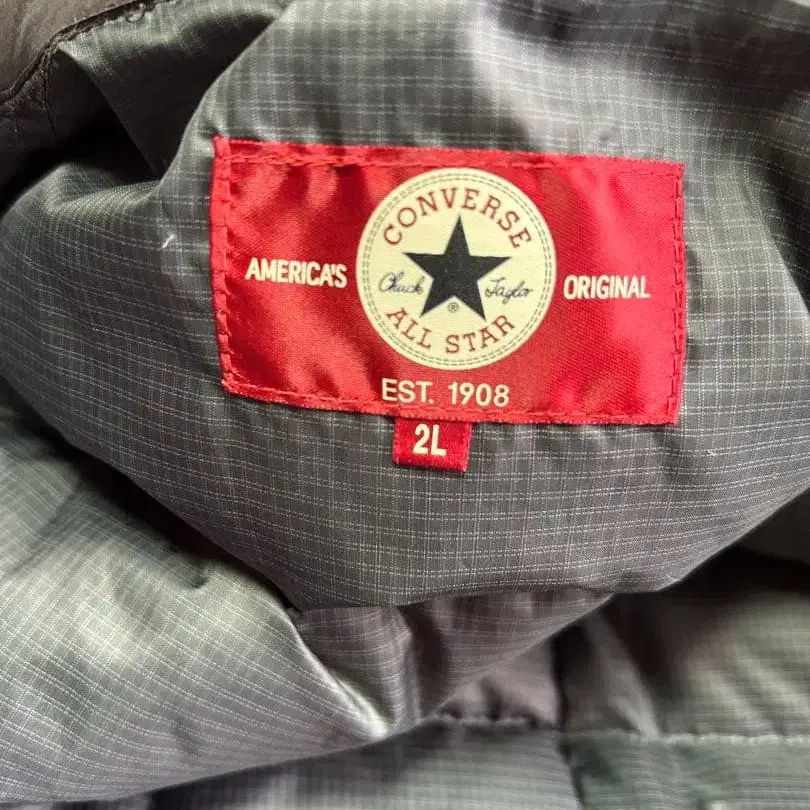 CONVERSE
AMERICA'S Chuck Taylor ORIGINAL
®
ALL STAR
EST. 1908
2L